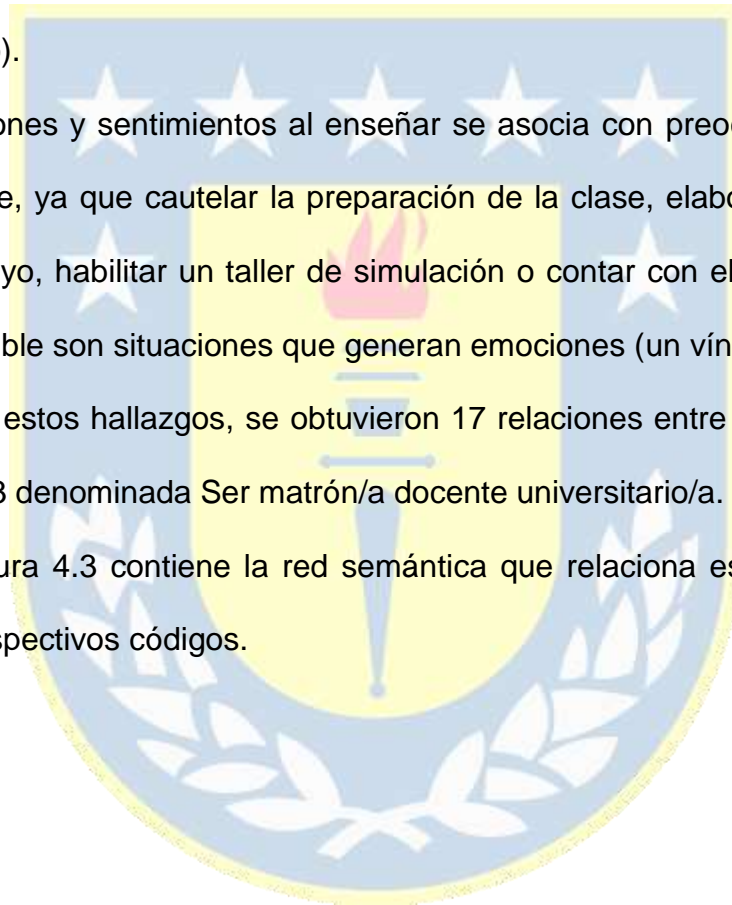 ).
ones y sentimientos al enseñar se asocia con preoc
e, ya que cautelar la preparación de la clase, elabo
yo, habilitar un taller de simulación o contar con el
ble son situaciones que generan emociones (un vín
estos hallazgos, se obtuvieron 17 relaciones entre
3 denominada Ser matrón/a docente universitario/a.
ura 4.3 contiene la red semántica que relaciona es
spectivos códigos.